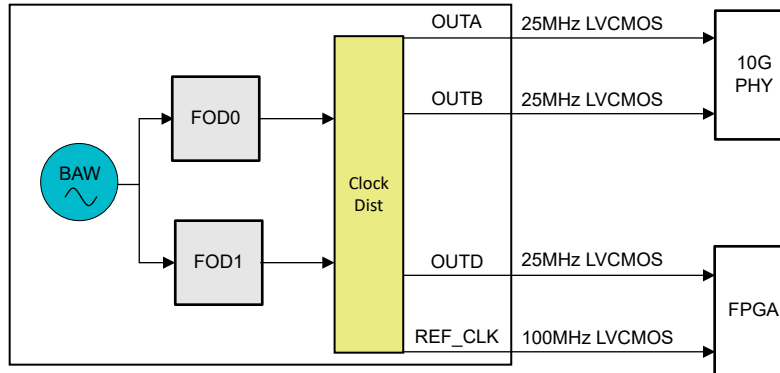 OUTA 25MHz LVCMOS
10G
PHY
FOD0
OUTB 25MHz LVCMOS
BAW
Clock
Dist
FOD1
OUTD 25MHz LVCMOS
FPGA
REF_CLK 100MHz LVCMOS